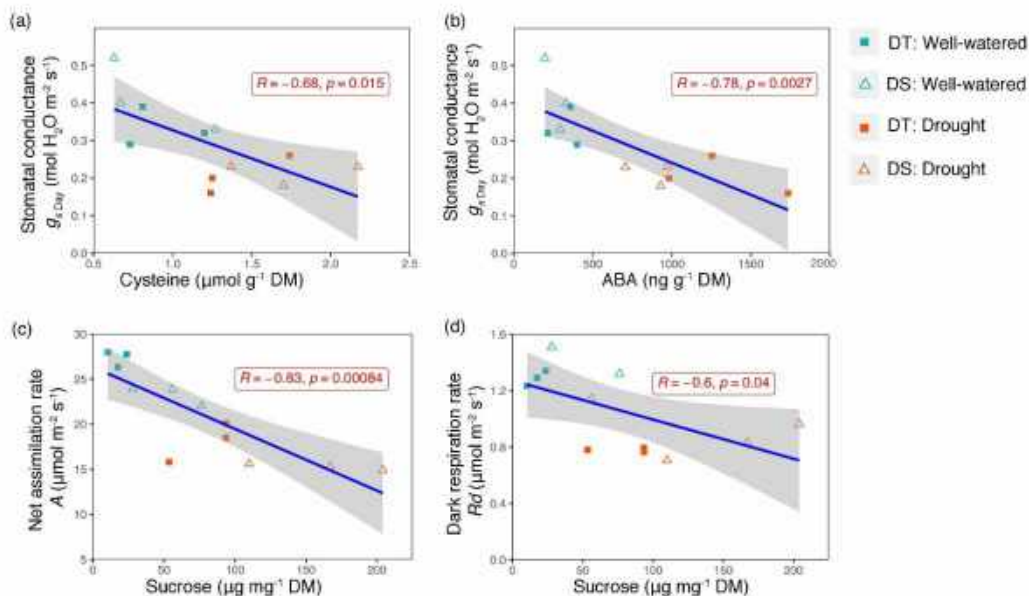 (a)
Stomatal conductance
g s Day (mol H2O m-2 s-1)
0.5
0.4
0.3
0.2
0.1
0.0
R = −0.68, p = 0.015
0.5 1.0 1.5 2.0 2.5
Cysteine (μmol g-1 DM)
(b)
Stomatal conductance
g s Day (mol H2O m-2 s-1)
0.5
0.4
0.3
0.2
0.1
0.0
R = −0.78, p = 0.0027
0 500 1000 1500 2000
ABA (ng g-1 DM)
DT: Well-watered
DS: Well-watered
DT: Drought
DS: Drought
(c)
Net assimilation rate
A (μmol m-2 s-1)
30
25
20
15
10
5
R = −0.83, p = 0.00084
0 50 100 150 200
Sucrose (μg mg-1 DM)
(d)
Dark respiration rate
Rd (μmol m-2 s-1)
1.6
1.2
0.8
0.4
0.0
R = −0.6, p = 0.04
0 50 100 150 200
Sucrose (μg mg-1 DM)